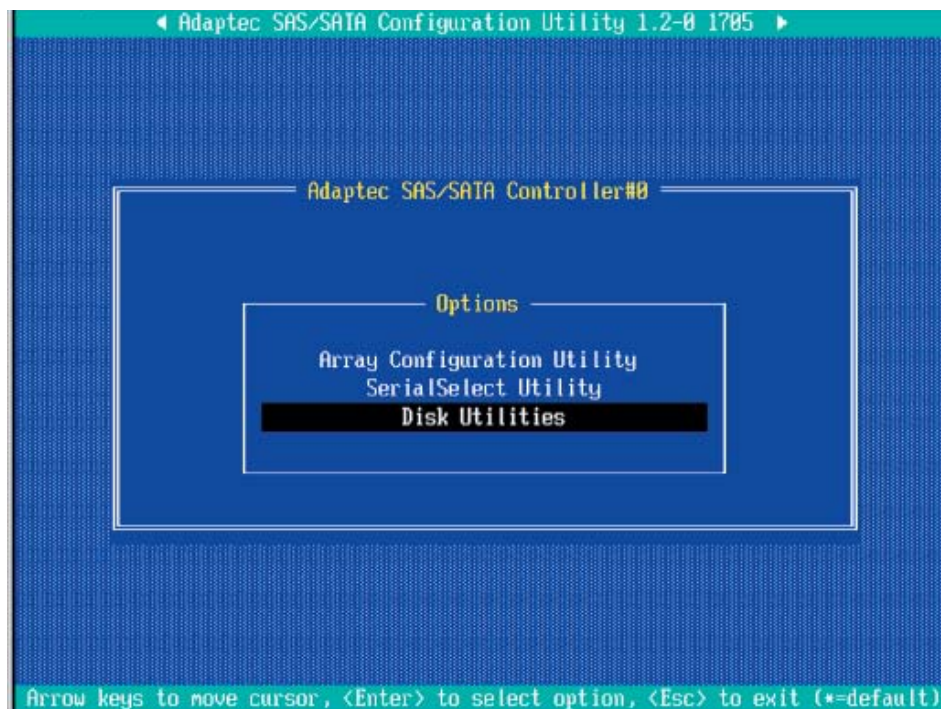 Adaptec SAS/SATA Configuration Utility 1.2-0 1705
Adaptec SAS/SATA Controller#0
Options
Array Configuration Utility
SerialSelect Utility
Disk Utilities
Arrow keys to move cursor, <Enter> to select option, <Esc> to exit (*=default)